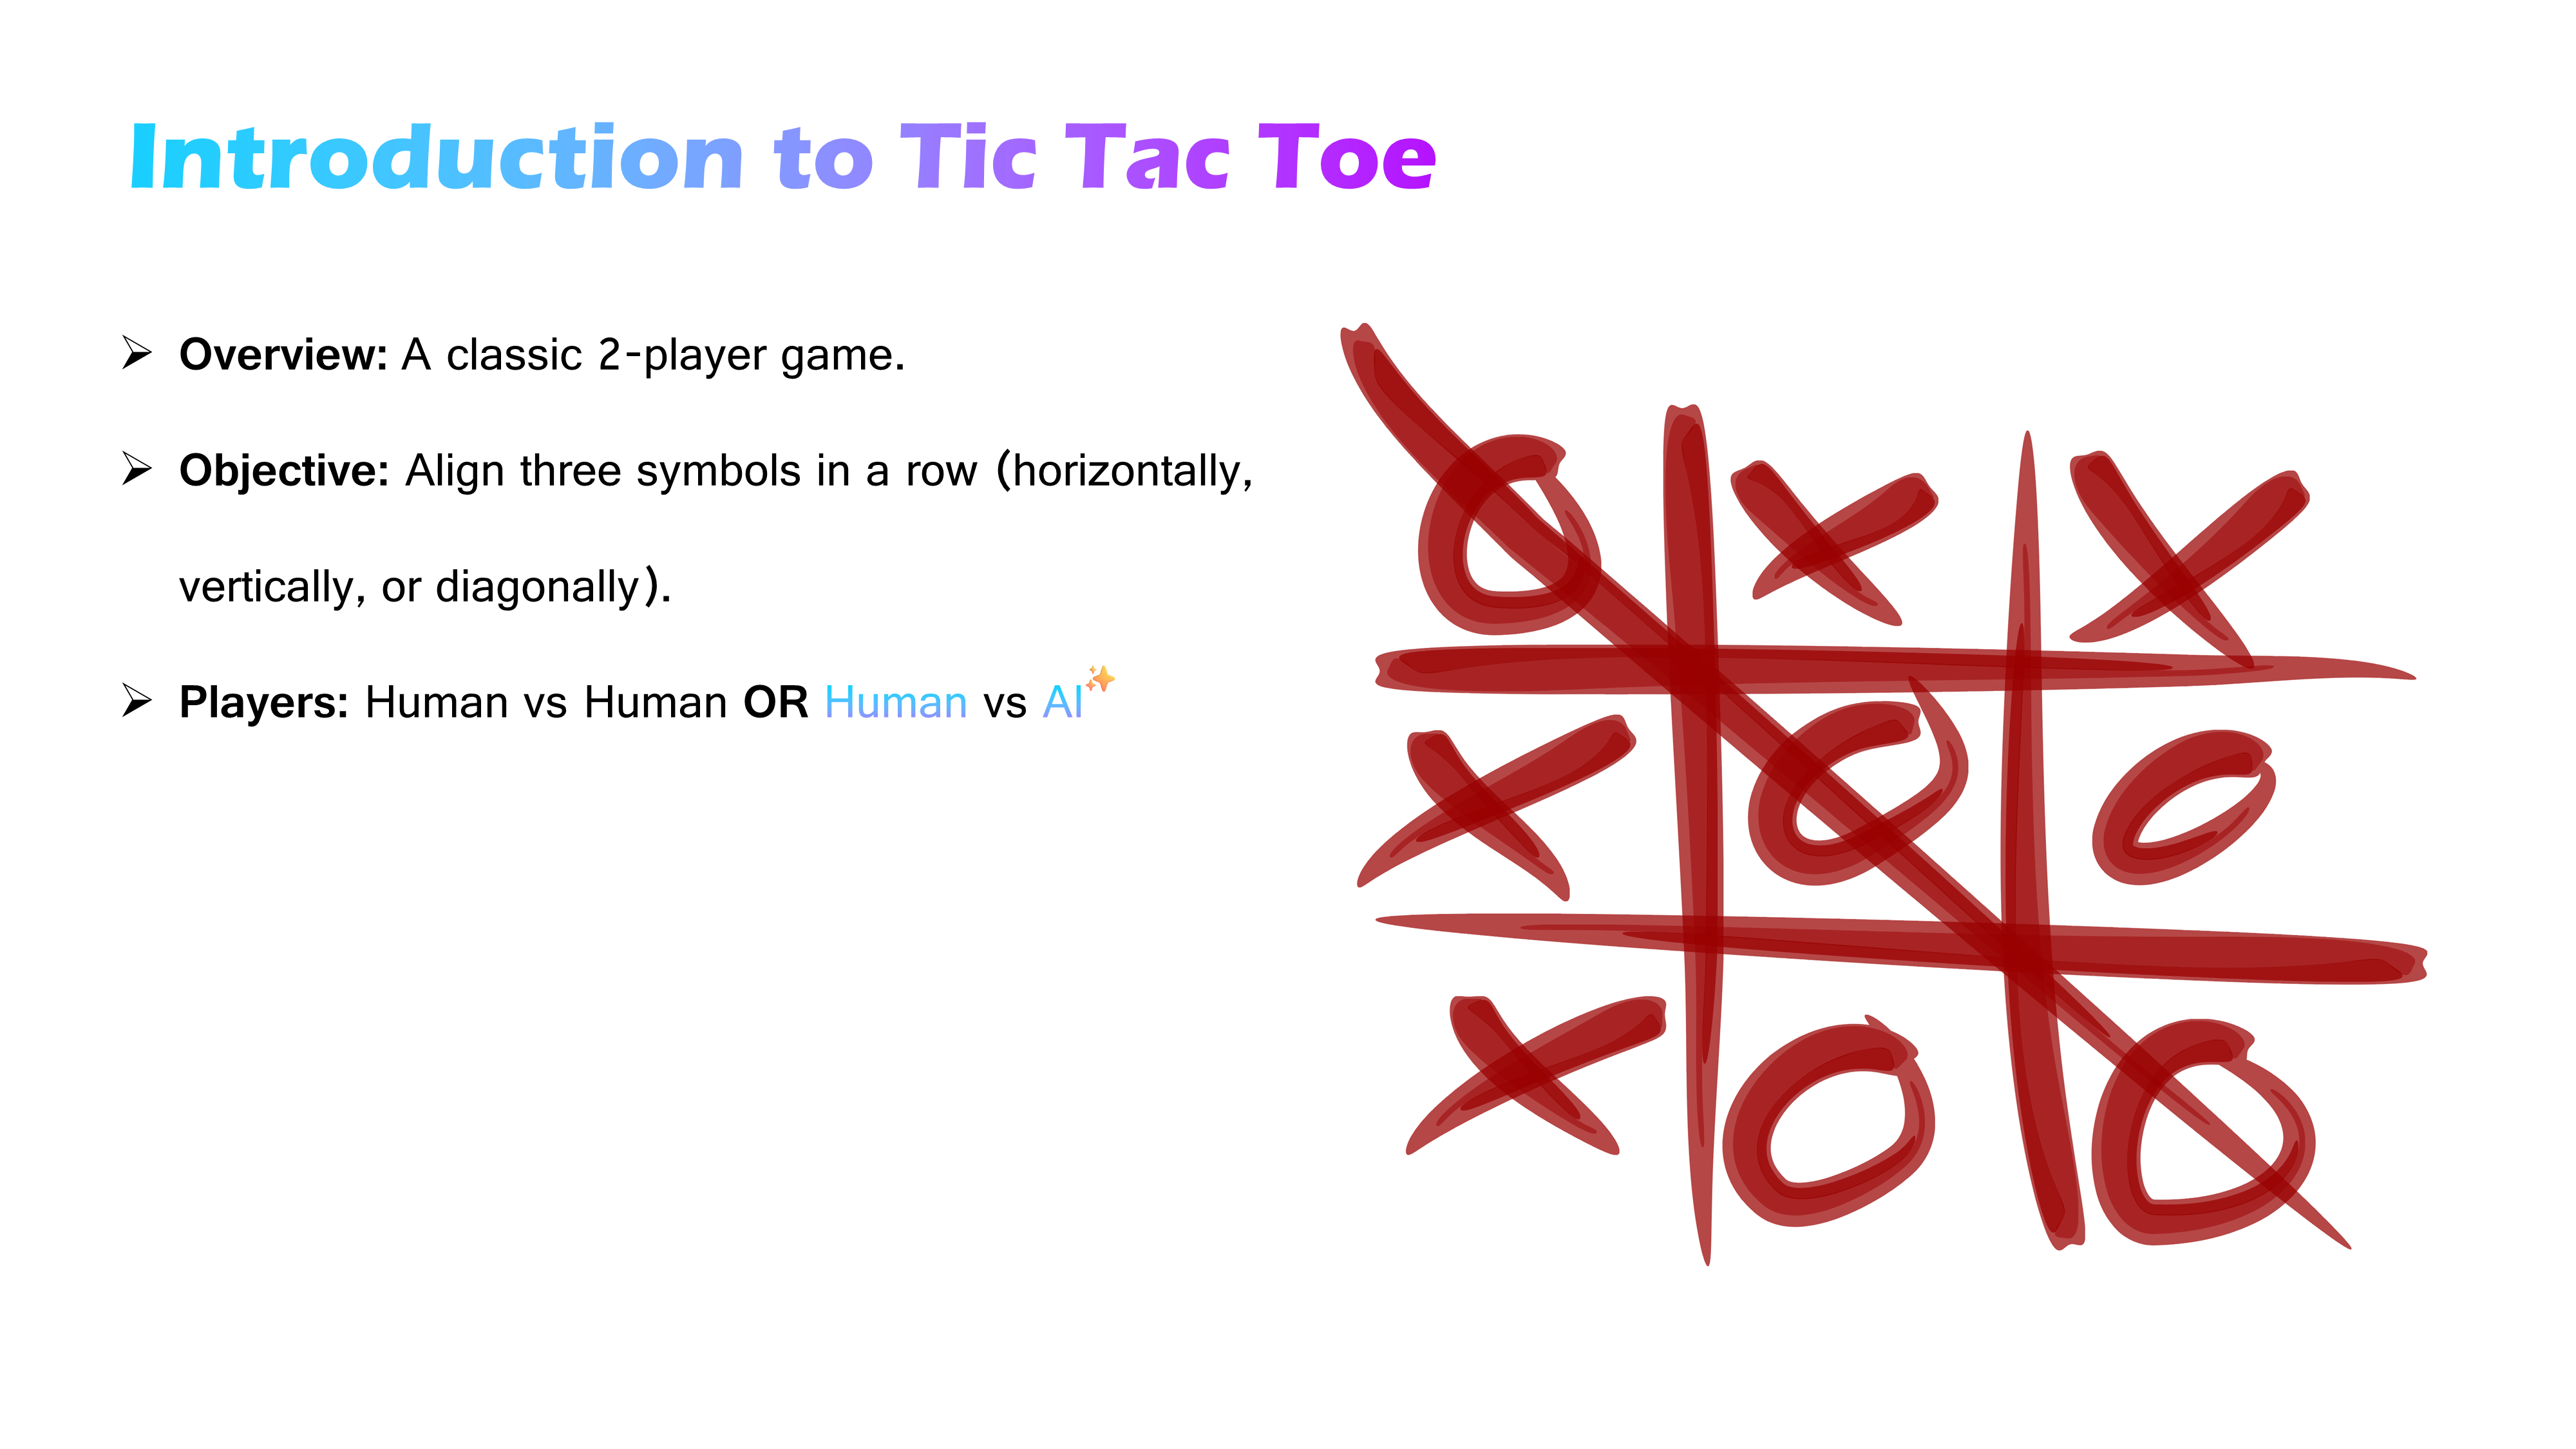 Introduction to Tic Tac Toe
➢ Overview: A classic 2-player game.
➢ Objective: Align three symbols in a row (horizontally,
vertically, or diagonally).
➢ Players: Human vs Human OR Human vs AI✨
O X X
X O O
X O O